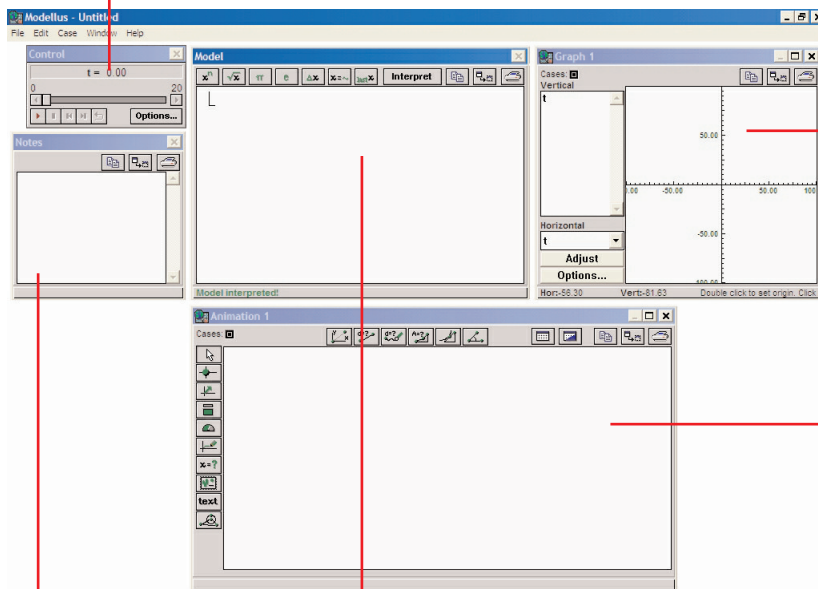 Modellus - Untitled
File Edit Case Window Help
Control
t = 0.00
0 20
Options...
Notes
Model
xⁿ √x π e Δx Interpret
Model interpreted!
Graph 1
Cases:
Vertical
t
Horizontal
t
Adjust
Options...
50.00
-50.00 50.00 100
-50.00
Hor:-56.30 Vert:-81.63 Double click to set origin. Click
Animation 1
Cases:
x=?
text